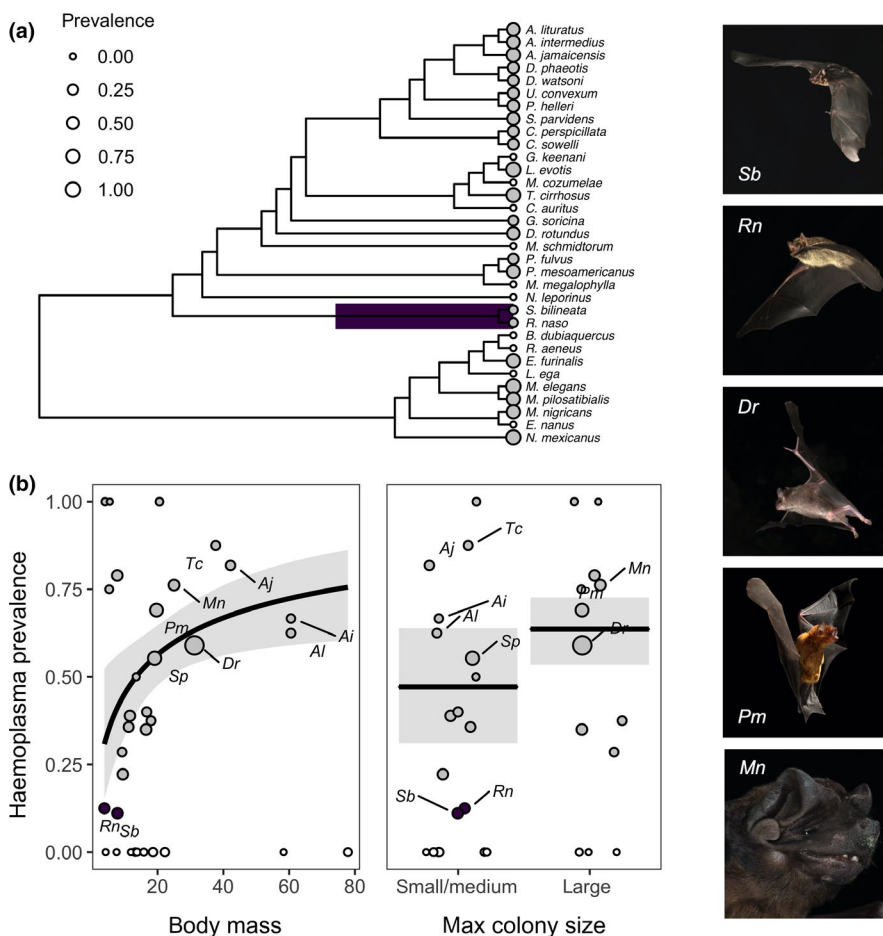 (a)
Prevalence
0.00
0.25
0.50
0.75
1.00
A. lituratus
A. intermedius
A. jamaicensis
D. phaeotis
D. watsoni
U. convexum
P. helleri
S. parvidens
C. perspicillata
C. sowelli
G. keenani
L. evotis
M. cozumelae
T. cirrhosus
C. auritus
G. soricina
D. rotundus
M. schmidtorum
P. fulvus
P. mesoamericanus
M. megalophylla
N. leporinus
S. bilineata
R. naso
B. dubiaquercus
R. aeneus
E. furinalis
L. ega
M. elegans
M. pilosatibialis
M. nigricans
E. nanus
N. mexicanus
(b)
Haemoplasma prevalence
1.00
0.75
0.50
0.25
0.00
Tc
Aj
Mn
Pm
Ai
Al
Dr
Sp
Rn
Sb
20
40
60
80
Body mass
Tc
Aj
Ai
Al
Sp
Sb
Rn
Mn
Pm
Dr
Small/medium
Large
Max colony size
Sb
Rn
Dr
Pm
Mn